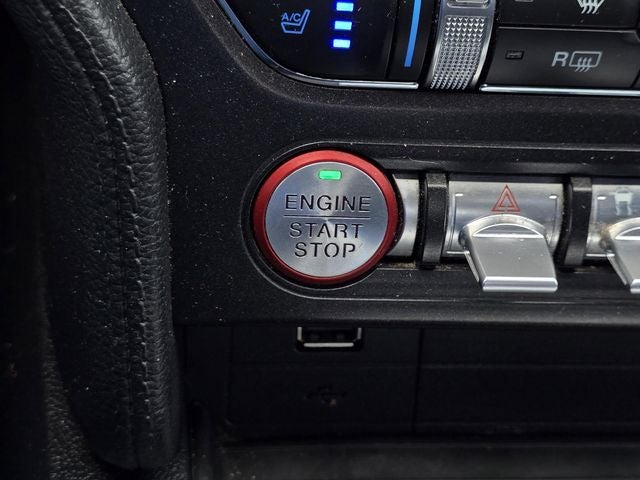 A/C
R
ENGINE
START
STOP